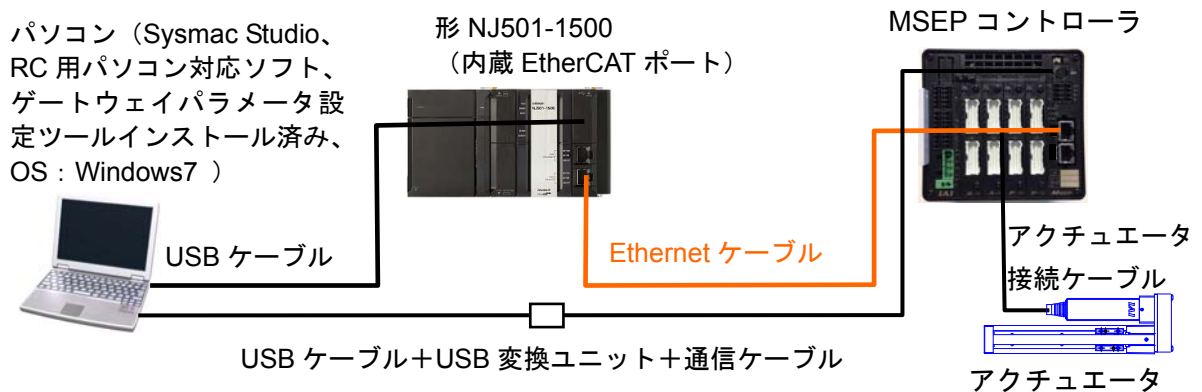 パソコン（Sysmac Studio、
RC 用パソコン対応ソフト、
ゲートウェイパラメータ設
定ツールインストール済み、
OS：Windows7 ）
形 NJ501-1500
（内蔵 EtherCAT ポート）
MSEP コントローラ
USB ケーブル
Ethernet ケーブル
アクチュエータ
接続ケーブル
USB ケーブル＋USB 変換ユニット＋通信ケーブル
アクチュエータ